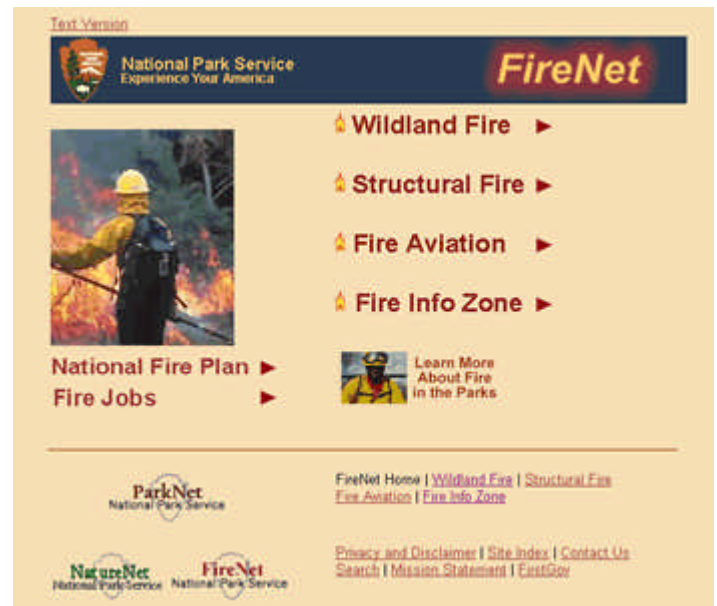 Text Version
National Park Service
Experience Your America
FireNet
Wildland Fire
Structural Fire
Fire Aviation
Fire Info Zone
National Fire Plan
Fire Jobs
Learn More
About Fire
in the Parks
ParkNet
National Park Service
FireNet Home | Wildland Fire | Structural Fire
Fire Aviation | Fire Info Zone
NatureNet
National Park Service
FireNet
National Park Service
Privacy and Disclaimer | Site Index | Contact Us
Search | Mission Statement | FirstGov